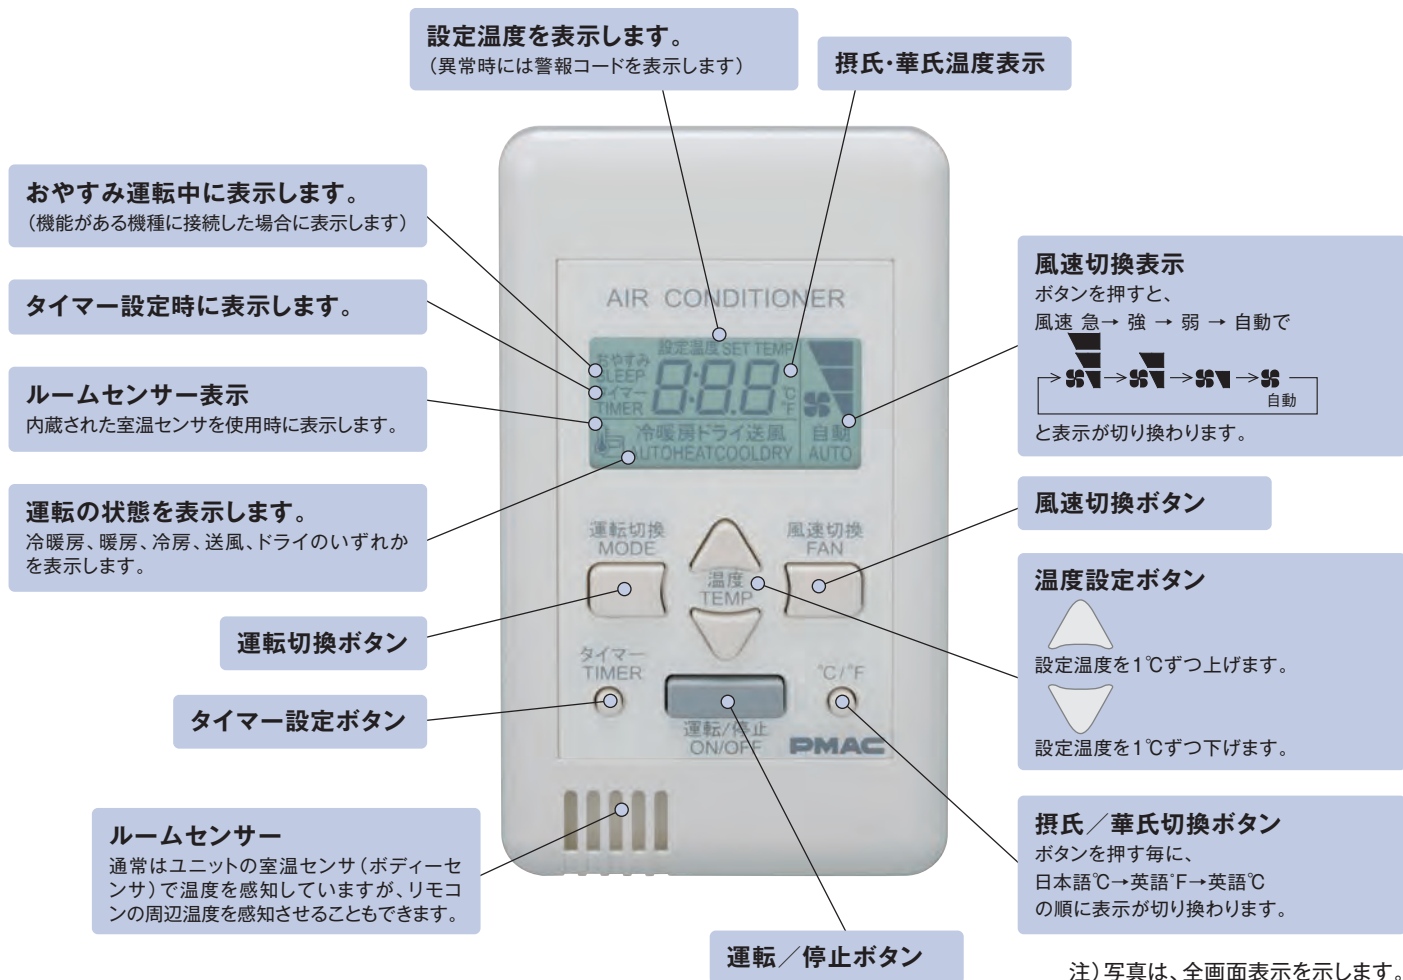 設定温度を表示します。
（異常時には警報コードを表示します）
摂氏･華氏温度表示
おやすみ運転中に表示します。
（機能がある機種に接続した場合に表示します）
タイマー設定時に表示します。
ルームセンサー表示
内蔵された室温センサを使用時に表示します。
運転の状態を表示します。
冷暖房、暖房、冷房、送風、ドライのいずれか
を表示します。
運転切換ボタン
タイマー設定ボタン
ルームセンサー
通常はユニットの室温センサ（ボディーセ
ンサ）で温度を感知していますが、リモコ
ンの周辺温度を感知させることもできます。
AIR CONDITIONER
設定温度 SET TEMP
おやすみ
SLEEP
タイマー
TIMER
8:8.8
℃
°F
冷暖房ドライ送風
AUTOHEATCOOLDRY
自動
AUTO
運転切換
MODE
温度
TEMP
風速切換
FAN
タイマー
TIMER
°C/°F
運転/停止
ON/OFF
PMAC
風速切換表示
ボタンを押すと、
風速 急→ 強 → 弱 → 自動で
→ → → →
自動
と表示が切り換わります。
風速切換ボタン
温度設定ボタン
設定温度を1℃ずつ上げます。
設定温度を1℃ずつ下げます。
摂氏／華氏切換ボタン
ボタンを押す毎に、
日本語℃→英語°F→英語℃
の順に表示が切り換わります。
運転／停止ボタン
注）写真は、全画面表示を示します。